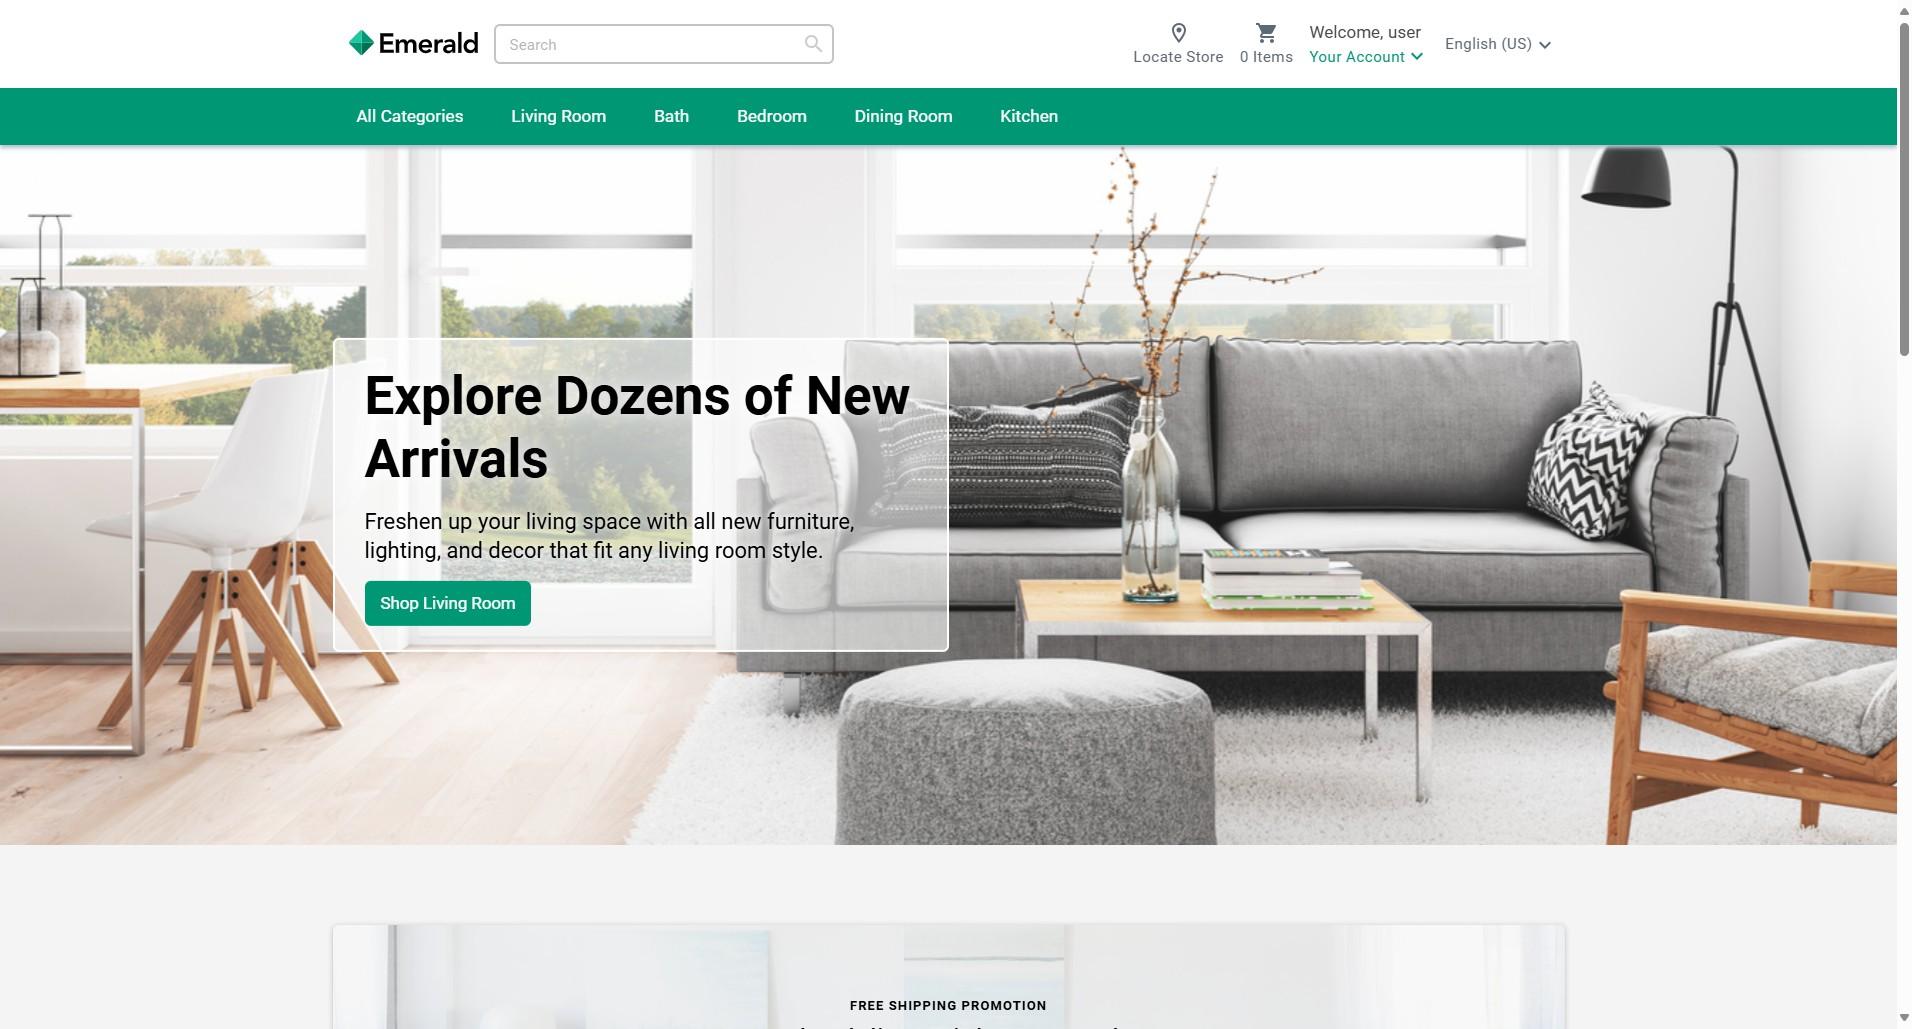 Emerald
Search
Locate Store
0 Items
Welcome, user
Your Account
English (US)
All Categories
Living Room
Bath
Bedroom
Dining Room
Kitchen
Explore Dozens of New
Arrivals
Freshen up your living space with all new furniture,
lighting, and decor that fit any living room style.
Shop Living Room
FREE SHIPPING PROMOTION